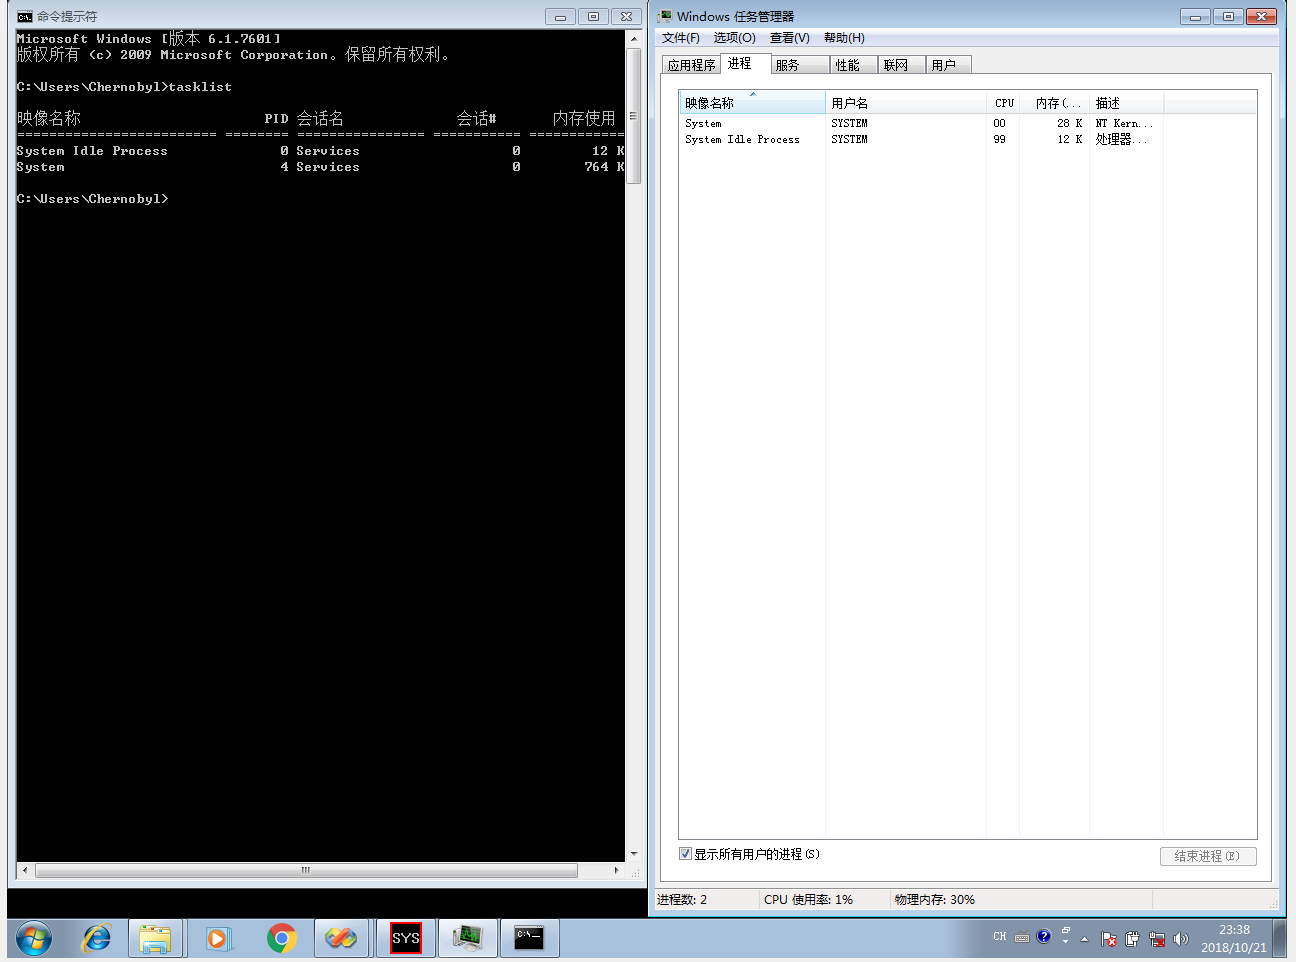 命令提示符
Microsoft Windows [版本 6.1.7601]
版权所有 (c) 2009 Microsoft Corporation。保留所有权利。
C:\Users\Chernobyl>tasklist
映像名称 PID 会话名 会话# 内存使用
========================= ======== ================ =========== ============
System Idle Process 0 Services 0 12 K
System 4 Services 0 764 K
C:\Users\Chernobyl>
Windows 任务管理器
文件(F) 选项(O) 查看(V) 帮助(H)
应用程序 进程 服务 性能 联网 用户
映像名称 用户名 CPU 内存(... 描述
System SYSTEM 00 28 K NT Kern...
System Idle Process SYSTEM 99 12 K 处理器...
显示所有用户的进程(S)
结束进程(E)
进程数: 2 CPU 使用率: 1% 物理内存: 30%
SYS
C:\_
CH
23:38
2018/10/21